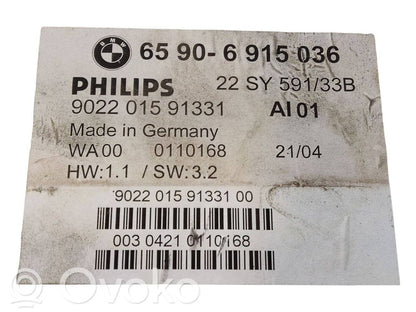 BMW 65 90- 6 915 036
PHILIPS 22 SY 591/33B
9022 015 91331 AI 01
Made in Germany
WA 00 0110168 21/04
HW:1.1 / SW:3.2
9022 015 91331 00
003 0421 0110168
OVOKO